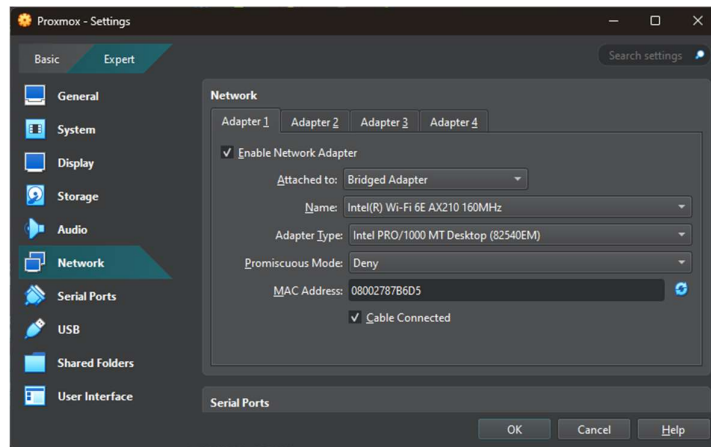 Proxmox - Settings
Basic Expert Search settings
General
System
Display
Storage
Audio
Network
Serial Ports
USB
Shared Folders
User Interface
Network
Adapter 1 Adapter 2 Adapter 3 Adapter 4
Enable Network Adapter
Attached to: Bridged Adapter
Name: Intel(R) Wi-Fi 6E AX210 160MHz
Adapter Type: Intel PRO/1000 MT Desktop (82540EM)
Promiscuous Mode: Deny
MAC Address: 08002787B6D5
Cable Connected
Serial Ports
OK Cancel Help